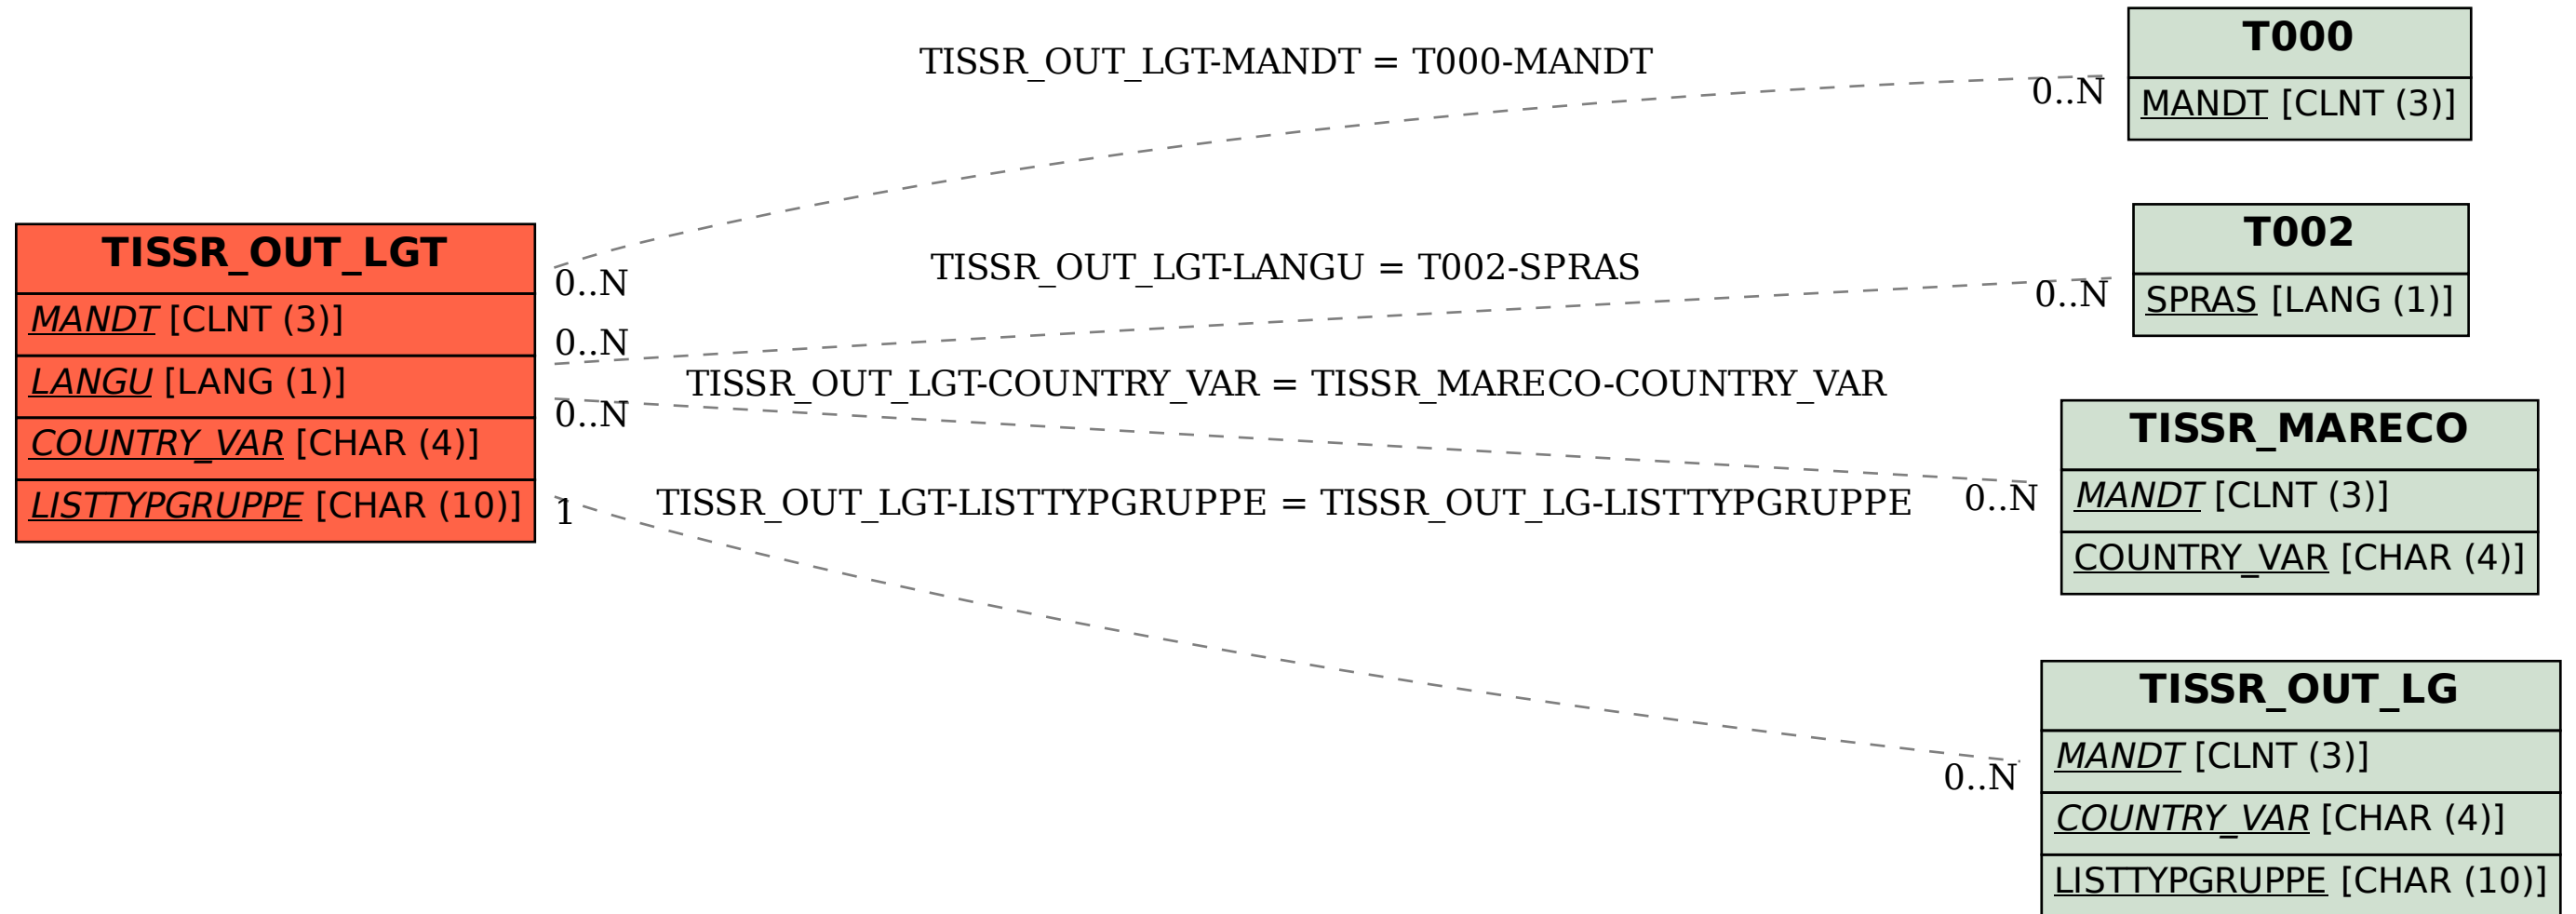 TISSR_OUT_LGT
MANDT [CLNT (3)]
LANGU [LANG (1)]
COUNTRY_VAR [CHAR (4)]
LISTTYPGRUPPE [CHAR (10)]
TISSR_OUT_LGT-MANDT = T000-MANDT
0..N
0..N
TISSR_OUT_LGT-LANGU = T002-SPRAS
0..N
0..N
TISSR_OUT_LGT-COUNTRY_VAR = TISSR_MARECO-COUNTRY_VAR
0..N
0..N
TISSR_OUT_LGT-LISTTYPGRUPPE = TISSR_OUT_LG-LISTTYPGRUPPE
1
0..N
T000
MANDT [CLNT (3)]
T002
SPRAS [LANG (1)]
TISSR_MARECO
MANDT [CLNT (3)]
COUNTRY_VAR [CHAR (4)]
TISSR_OUT_LG
MANDT [CLNT (3)]
COUNTRY_VAR [CHAR (4)]
LISTTYPGRUPPE [CHAR (10)]